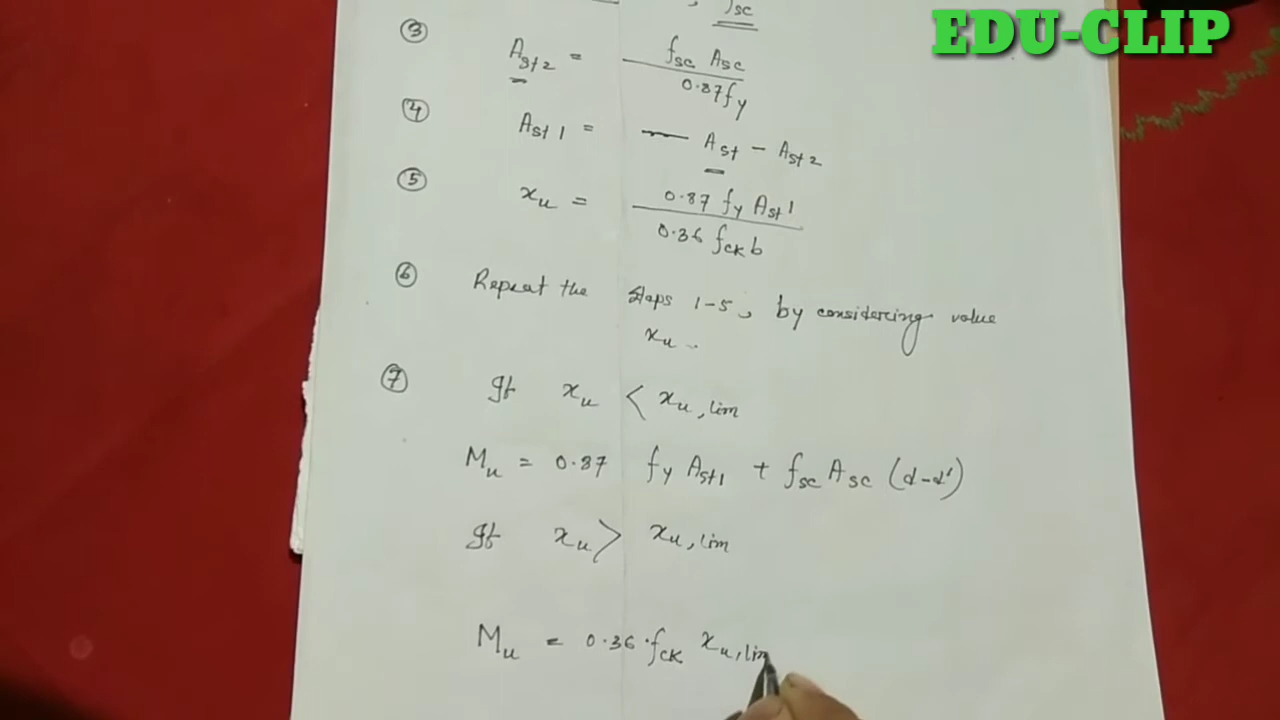 fsc
EDU-CLIP
③ Ast2 = fsc Asc / 0.87fy
④ Ast1 = — Ast - Ast2
⑤ xu = 0.87 fy Ast1 / 0.36 fck b
⑥ Repeat the steps 1-5, by considering value
xu.
⑦ If xu < xu,lim
Mu = 0.87 fy Ast1 + fsc Asc (d-d')
If xu > xu,lim
Mu = 0.36 · fck xu,lim